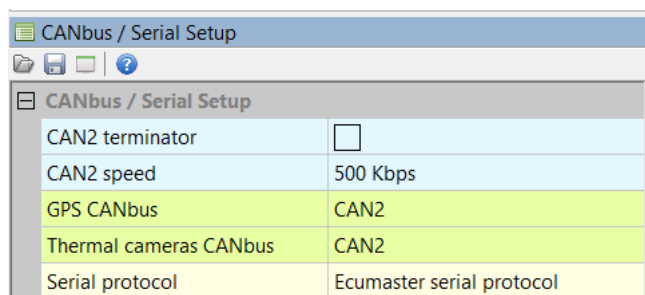 CANbus / Serial Setup
?
CANbus / Serial Setup
CAN2 terminator
CAN2 speed 500 Kbps
GPS CANbus CAN2
Thermal cameras CANbus CAN2
Serial protocol Ecumaster serial protocol